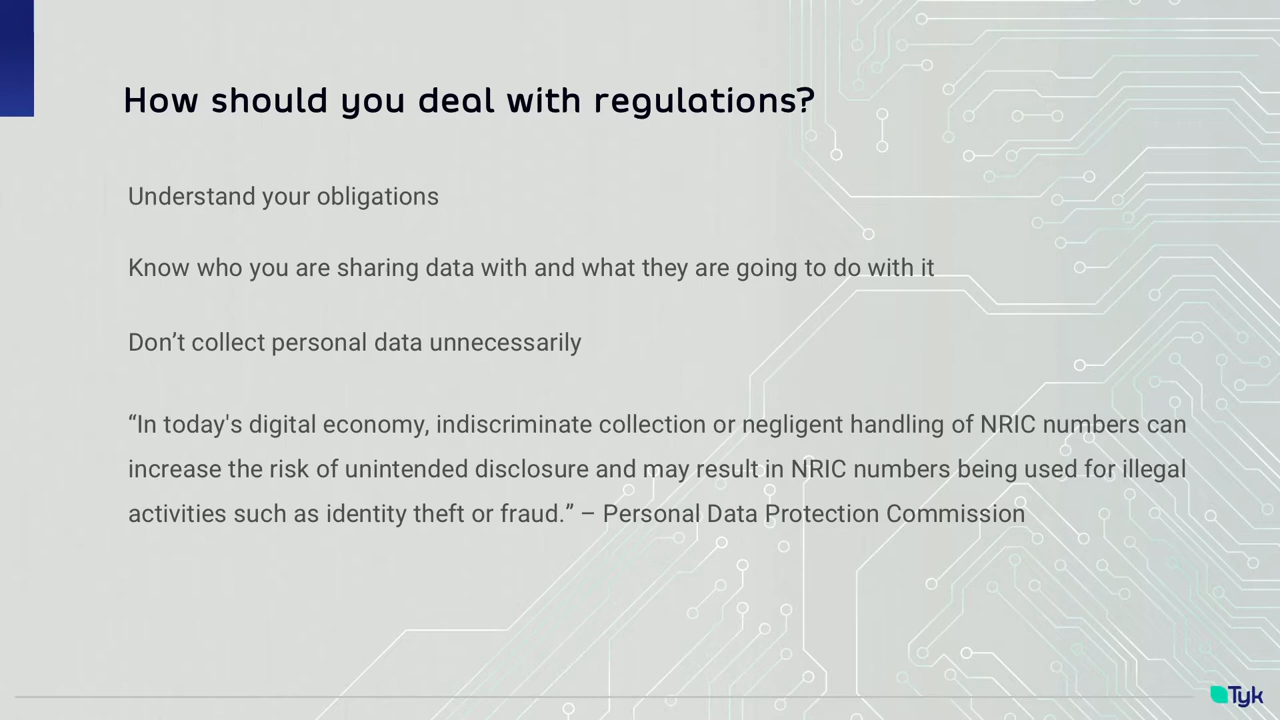 How should you deal with regulations?
Understand your obligations
Know who you are sharing data with and what they are going to do with it
Don’t collect personal data unnecessarily
“In today's digital economy, indiscriminate collection or negligent handling of NRIC numbers can
increase the risk of unintended disclosure and may result in NRIC numbers being used for illegal
activities such as identity theft or fraud.” – Personal Data Protection Commission
Tyk